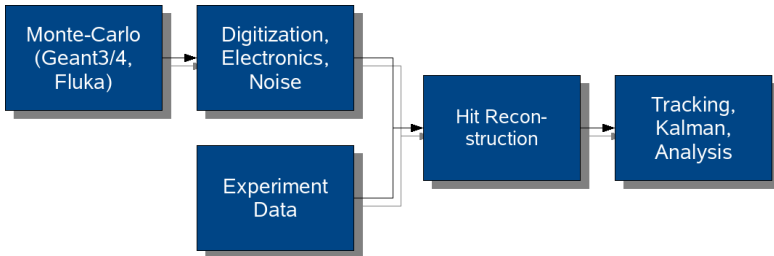 Monte-Carlo
(Geant3/4,
Fluka)
Digitization,
Electronics,
Noise
Experiment
Data
Hit Recon-
struction
Tracking,
Kalman,
Analysis